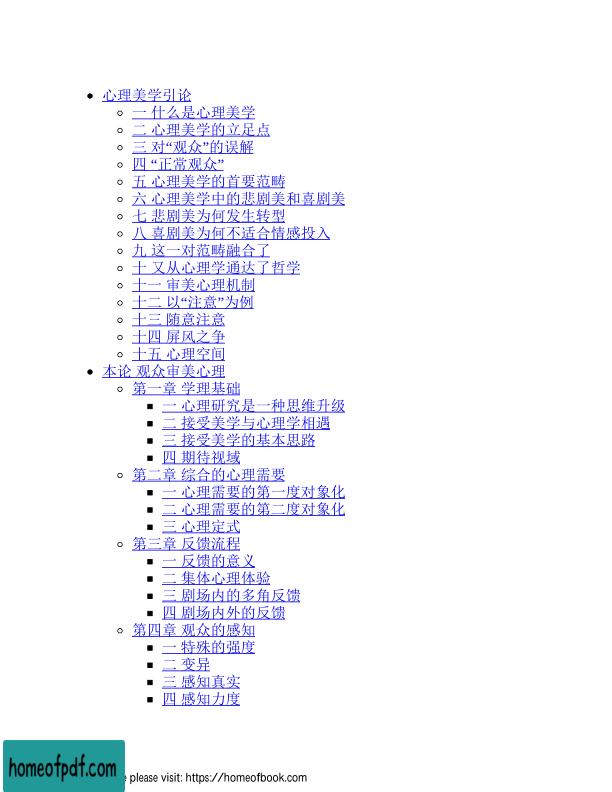 心理美学引论
一 什么是心理美学
二 心理美学的立足点
三 对“观众”的误解
四 “正常观众”
五 心理美学的首要范畴
六 心理美学中的悲剧美和喜剧美
七 悲剧美为何发生转型
八 喜剧美为何不适合情感投入
九 这一对范畴融合了
十 又从心理学通达了哲学
十一 审美心理机制
十二 以“注意”为例
十三 随意注意
十四 屏风之争
十五 心理空间
本论 观众审美心理
第一章 学理基础
一 心理研究是一种思维升级
二 接受美学与心理学相遇
三 接受美学的基本思路
四 期待视域
第二章 综合的心理需要
一 心理需要的第一度对象化
二 心理需要的第二度对象化
三 心理定式
第三章 反馈流程
一 反馈的意义
二 集体心理体验
三 剧场内的多角反馈
四 剧场内外的反馈
第四章 观众的感知
一 特殊的强度
二 变异
三 感知真实
四 感知力度
homeofpdf.com
please visit: https://homeofbook.com